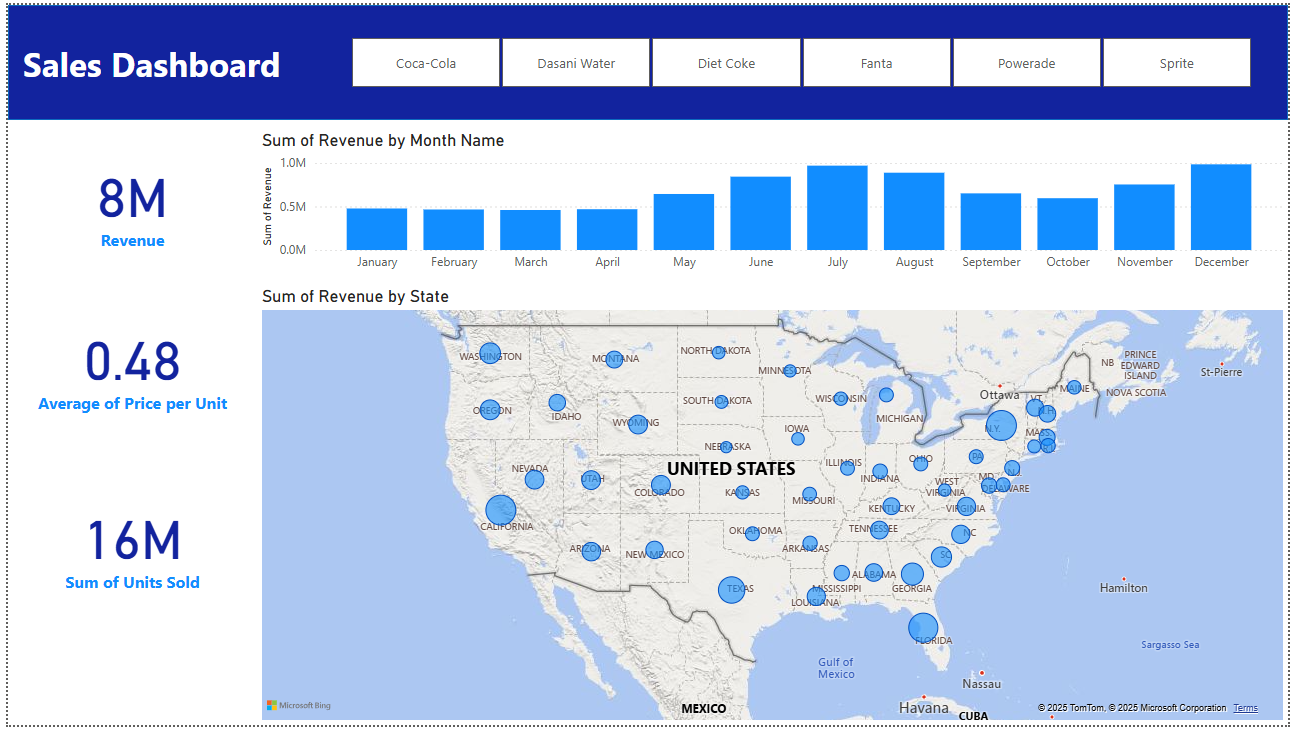 Sales Dashboard
Coca-Cola
Dasani Water
Diet Coke
Fanta
Powerade
Sprite
8M
Revenue
0.48
Average of Price per Unit
16M
Sum of Units Sold
Sum of Revenue by Month Name
Sum of Revenue
1.0M
0.5M
0.0M
January
February
March
April
May
June
July
August
September
October
November
December
Sum of Revenue by State
WASHINGTON
MONTANA
NORTH DAKOTA
MINNESOTA
OREGON
IDAHO
WYOMING
SOUTH DAKOTA
WISCONSIN
MICHIGAN
Ottawa
VT.
N.H.
MAINE
NB
PRINCE
EDWARD
ISLAND
NOVA SCOTIA
St-Pierre
N.Y.
MASS.
NEVADA
UTAH
COLORADO
NEBRASKA
IOWA
UNITED STATES
ILLINOIS
INDIANA
OHIO
PA
N.J.
MD.
DELAWARE
WEST
VIRGINIA
VIRGINIA
CALIFORNIA
KANSAS
MISSOURI
KENTUCKY
ARIZONA
NEW MEXICO
OKLAHOMA
ARKANSAS
TENNESSEE
NC
SC
TEXAS
LOUISIANA
MISSISSIPPI
ALABAMA
GEORGIA
FLORIDA
Hamilton
Sargasso Sea
Gulf of
Mexico
Nassau
Havana
MEXICO
CUBA
Microsoft Bing
© 2025 TomTom, © 2025 Microsoft Corporation Terms